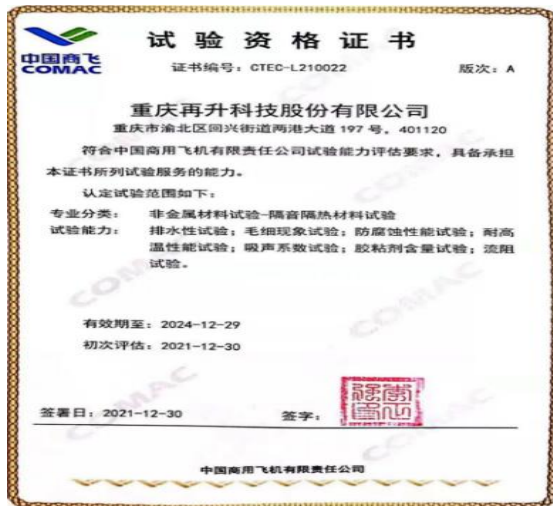 试验资格证书
中国商飞
COMAC
证书编号：CTEC-L210022 版次：A
重庆再升科技股份有限公司
重庆市渝北区回兴街道两港大道 197 号，401120
符合中国商用飞机有限责任公司试验能力评估要求，具备承担
本证书所列试验服务的能力。
认定试验范围如下：
专业分类： 非金属材料试验-隔音隔热材料试验
试验能力： 排水性试验；毛细现象试验；防腐蚀性能试验；耐高
温性能试验；吸声系数试验；胶粘剂含量试验；流阻
试验。
有效期至：2024-12-29
初次评估：2021-12-30
签署日：2021-12-30 签字：
中国商用飞机有限责任公司